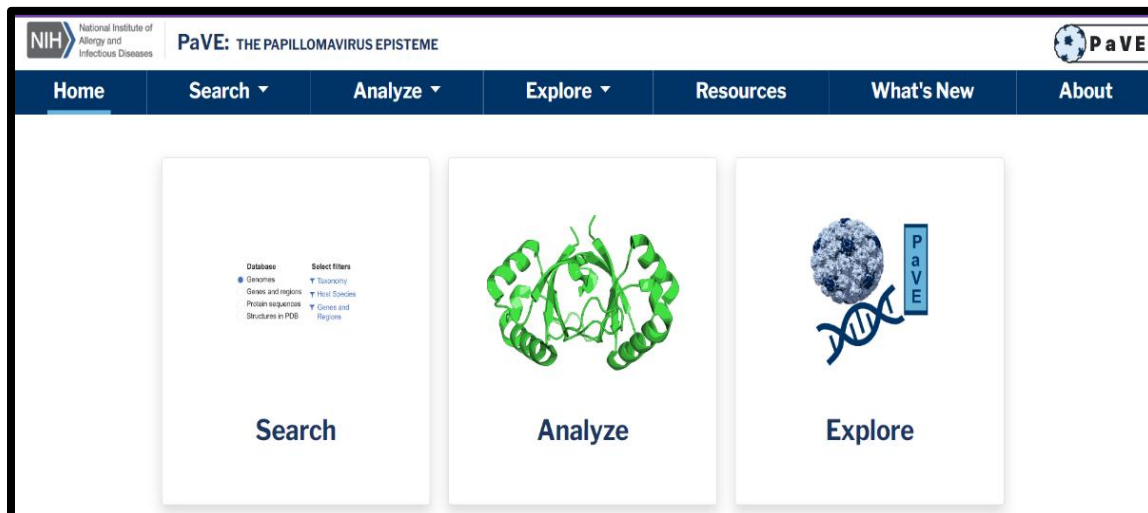 NIH
National Institute of
Allergy and
Infectious Diseases
PaVE: THE PAPILLOMAVIRUS EPISTEME
PaVE
Home
Search
Analyze
Explore
Resources
What's New
About
Database
Genomes
Genes and regions
Protein sequences
Structures in PDB
Select filters
Taxonomy
Host Species
Genes and
Regions
PaVE
Search
Analyze
Explore